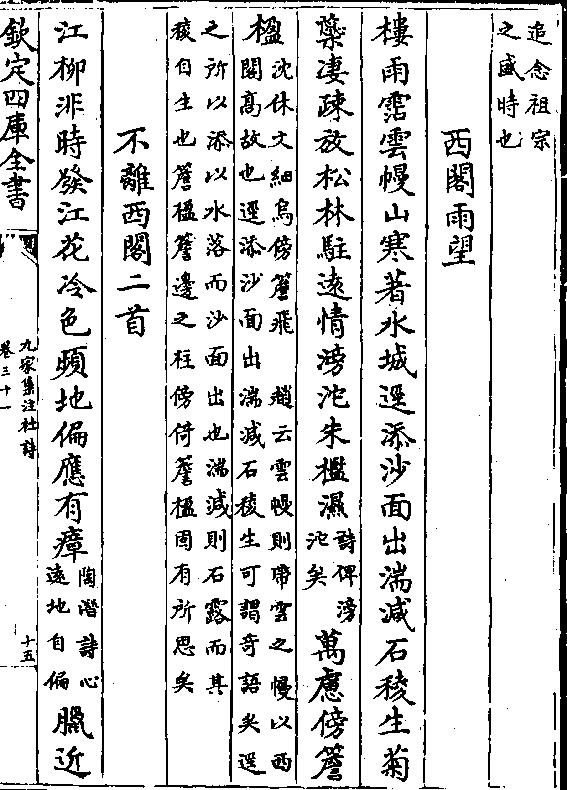 追念祖宗
之盛時也
西閣雨望
樓雨霑雲幔山寒著水城逕添沙面出湍減石稜生菊
蘂凄疎放松林駐遠情滂沱朱檻濕詩俾滂沱矣萬慮傍簷
楹沈休文細鳥傍簷飛 趙云雲幔則帶雲之幔以西
閣髙故也逕添沙面出湍減石稜生可謂竒語矣逕
之所以添以水落而沙面出也湍減則石露而其
稜自生也簷楹簷邊之柱傍倚簷楹固有所思矣
不離西閣二首
江柳非時發江花冷色頻地偏應有瘴陶潛詩心遠地自偏臘近
欽定四庫全書
九家集注杜詩
卷三十一
十五